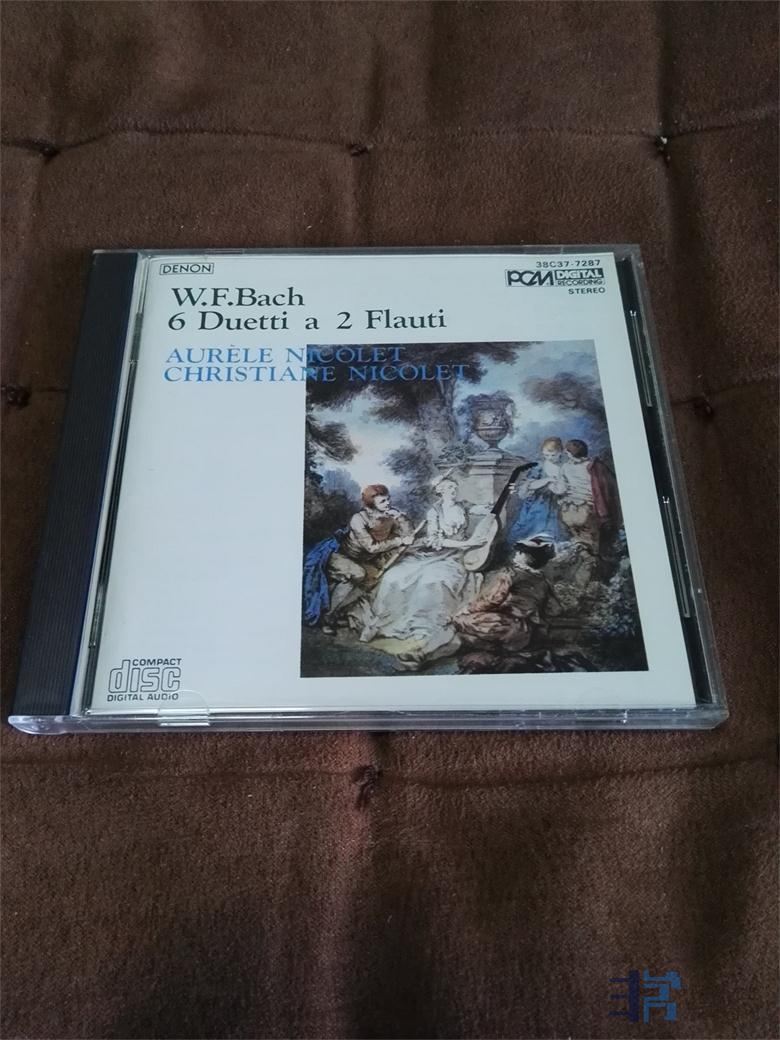 DENON
38C37-7287
PCM DIGITAL RECORDING
STEREO
W.F.Bach
6 Duetti a 2 Flauti
AURÈLE NICOLET
CHRISTIANE NICOLET
COMPACT
disc
DIGITAL AUDIO